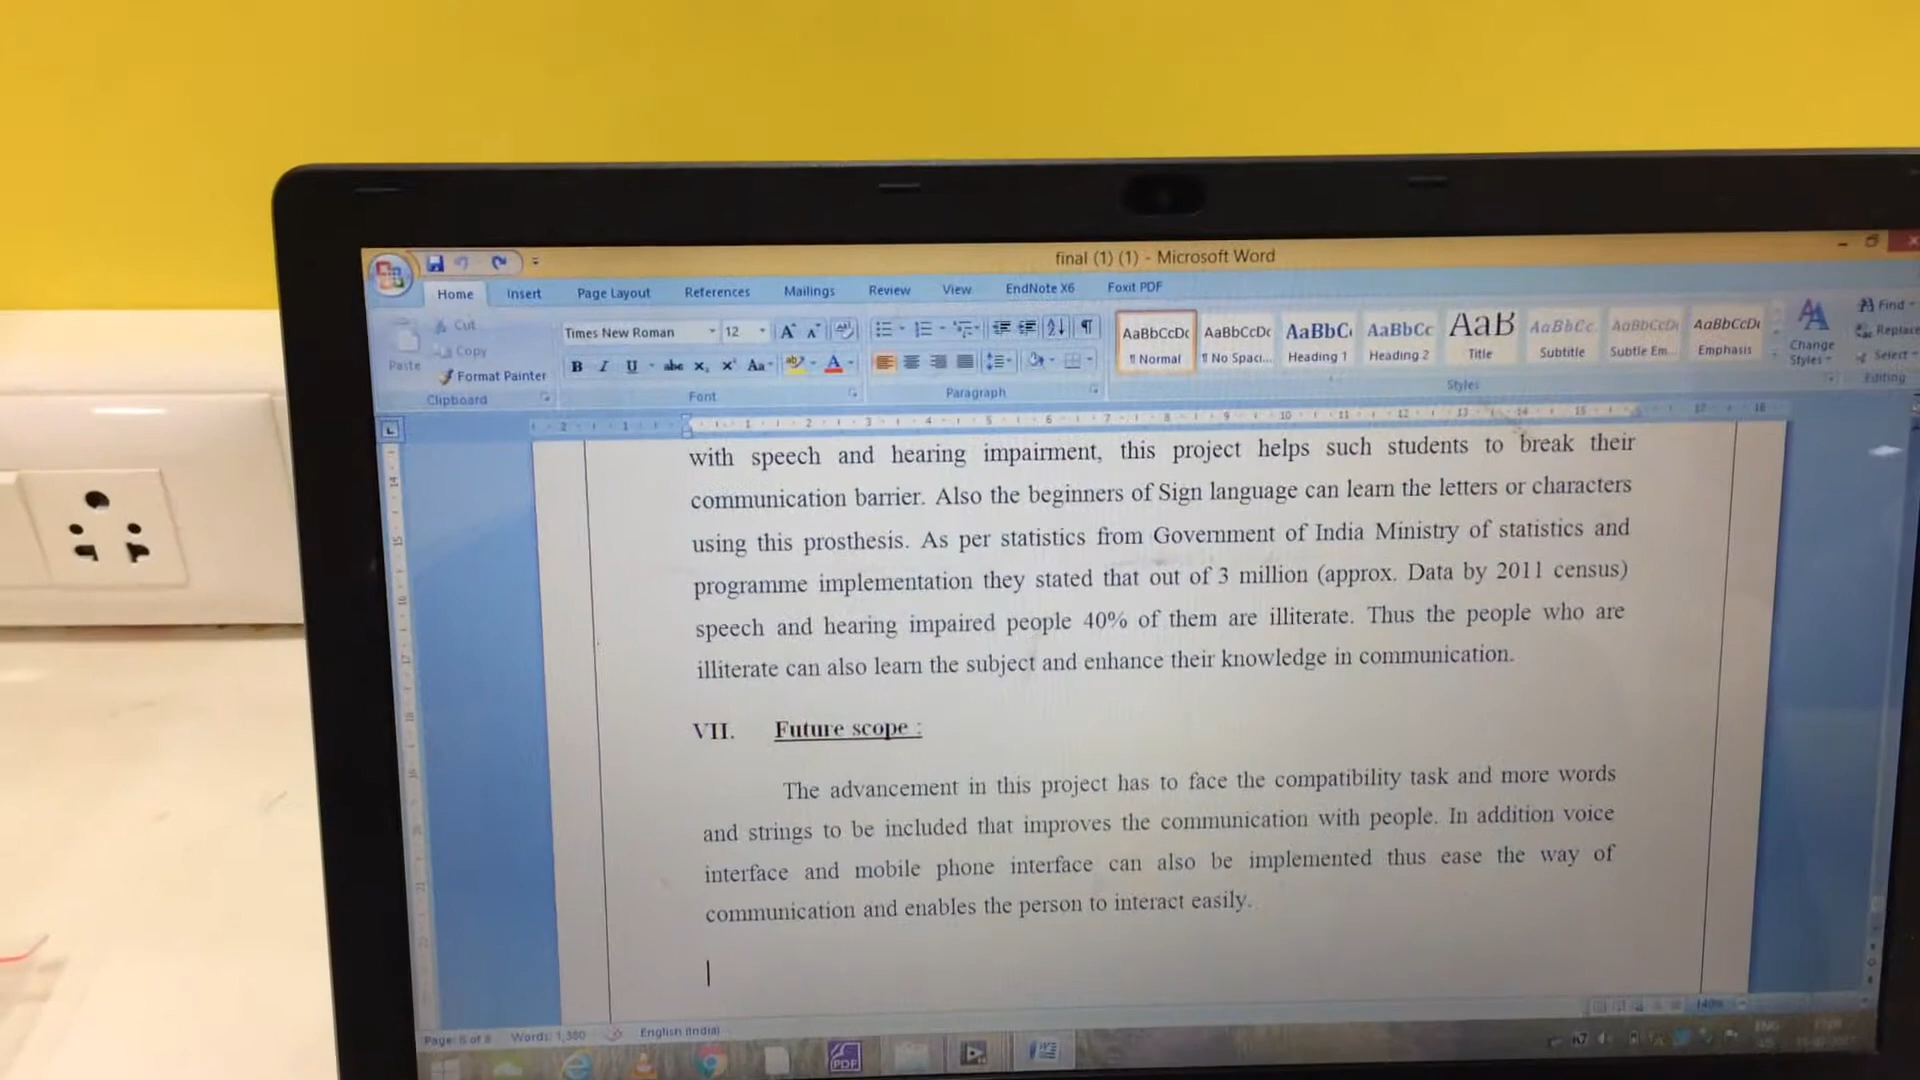 final (1) (1) - Microsoft Word
Home Insert Page Layout References Mailings Review View EndNote X6 Foxit PDF
Paste
Cut
Copy
Format Painter
Clipboard
Times New Roman 12
B I U abc x₂ x² Aa
Font
Paragraph
AaBbCcDc AaBbCcDc AaBbC AaBbCc AaB AaBbCc. AaBbCcDi AaBbCcDi
¶ Normal ¶ No Spaci... Heading 1 Heading 2 Title Subtitle Subtle Em... Emphasis
Change Styles
Styles
Find
Replace
Select
Editing
with speech and hearing impairment, this project helps such students to break their
communication barrier. Also the beginners of Sign language can learn the letters or characters
using this prosthesis. As per statistics from Government of India Ministry of statistics and
programme implementation they stated that out of 3 million (approx. Data by 2011 census)
speech and hearing impaired people 40% of them are illiterate. Thus the people who are
illiterate can also learn the subject and enhance their knowledge in communication.
VII. Future scope :
The advancement in this project has to face the compatibility task and more words
and strings to be included that improves the communication with people. In addition voice
interface and mobile phone interface can also be implemented thus ease the way of
communication and enables the person to interact easily.
Words: 1,380 English (India) 140%
PDF
ENG